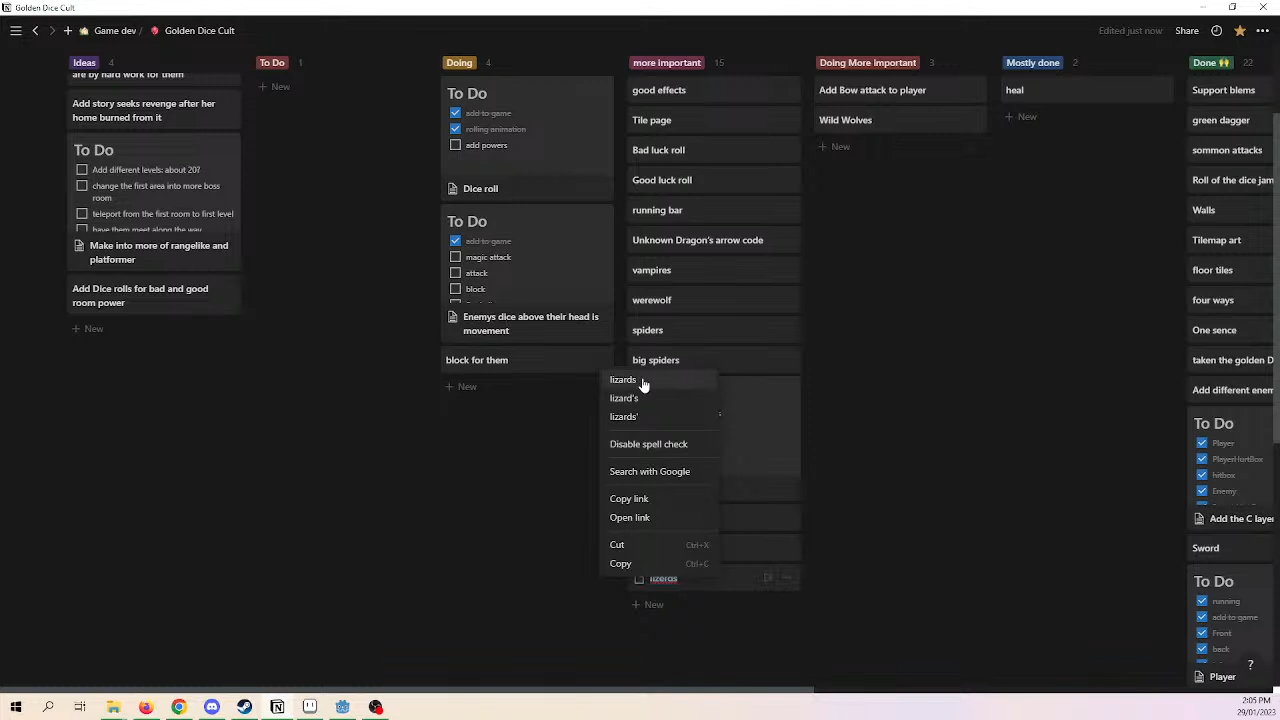 Golden Dice Cult
Game dev /
Golden Dice Cult
Edited just now
Share
Ideas 4
are by hard work for them
Add story seeks revenge after her
home burned from it
To Do
Add different levels: about 20?
change the first area into more boss
room
teleport from the first room to first level
have them meet along the way
Make into more of rangelike and
platformer
Add Dice rolls for bad and good
room power
+ New
To Do 1
+ New
Doing 4
To Do
add to game
rolling animation
add powers
Dice roll
To Do
add to game
magic attack
attack
block
Enemys dice above their head is
movement
block for them
+ New
more important 15
good effects
Tile page
Bad luck roll
Good luck roll
running bar
Unknown Dragon's arrow code
vampires
werewolf
spiders
big spiders
s
lizerds
+ New
lizards
lizard's
lizards'
Disable spell check
Search with Google
Copy link
Open link
Cut Ctrl+X
Copy Ctrl+C
Doing More Important 3
Add Bow attack to player
Wild Wolves
+ New
Mostly done 2
heal
+ New
Done 🙌 22
Support blems
green dagger
sommon attacks
Roll of the dice jam
Walls
Tilemap art
floor tiles
four ways
One sence
taken the golden D
Add different enem
To Do
Player
PlayerHurtBox
hitbox
Enemy
Add the C layer
Sword
To Do
running
add to game
Front
back
Player
?
2:05 PM
29/01/2023